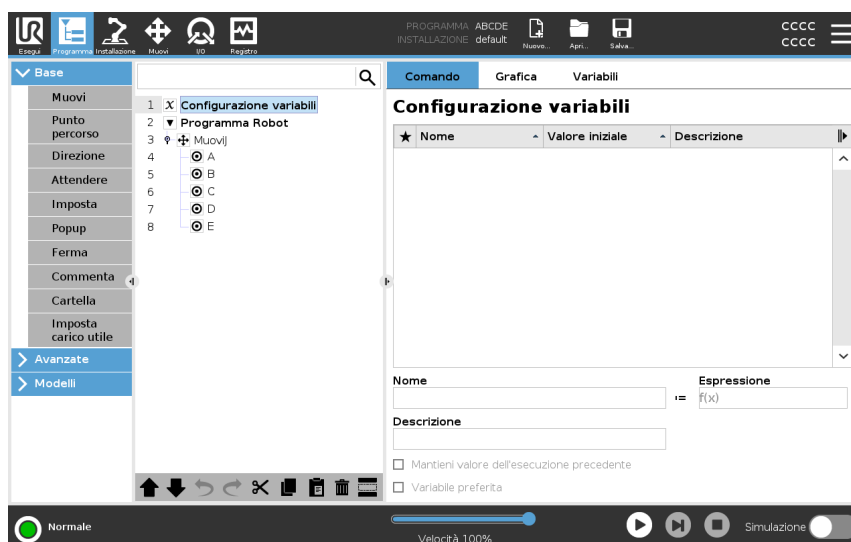 UR
Esegui Programma Installazione Muovi I/O Registro
PROGRAMMA ABCDE
INSTALLAZIONE default
Nuovo... Apri... Salva...
CCCC
CCCC
Base
Muovi
Punto
percorso
Direzione
Attendere
Imposta
Popup
Ferma
Commenta
Cartella
Imposta
carico utile
Avanzate
Modelli
1 X Configurazione variabili
2 Programma Robot
3 MuoviJ
4 A
5 B
6 C
7 D
8 E
Comando Grafica Variabili
Configurazione variabili
Nome Valore iniziale Descrizione
Nome
Espressione
:= f(x)
Descrizione
Mantieni valore dell'esecuzione precedente
Variabile preferita
Normale
Velocità 100%
Simulazione